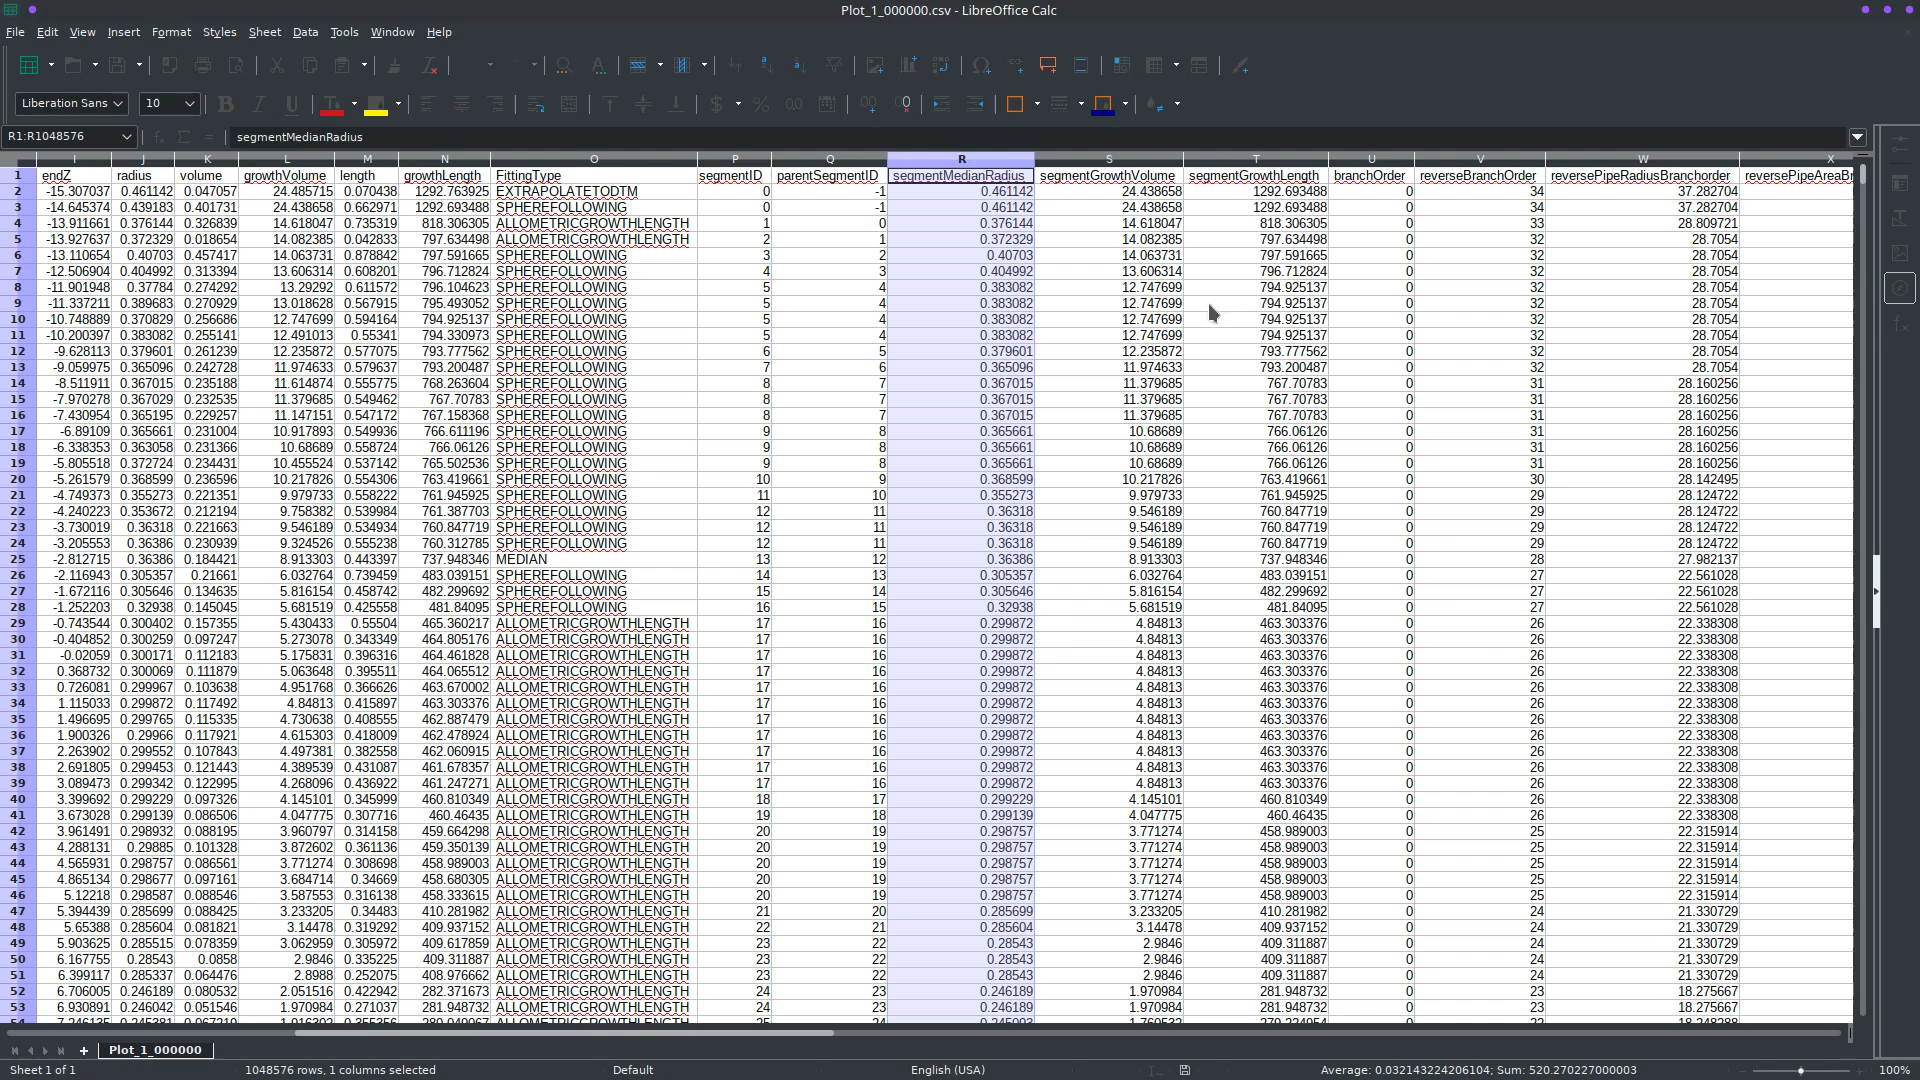 Plot_1_000000.csv - LibreOffice Calc
File Edit View Insert Format Styles Sheet Data Tools Window Help
Liberation Sans 10
R1:R1048576 segmentMedianRadius
I J K L M N O P Q R S T U V W X
1 endZ radius volume growthVolume length growthLength FittingType segmentID parentSegmentID segmentMedianRadius segmentGrowthVolume segmentGrowthLength branchOrder reverseBranchOrder reversePipeRadiusBranchorder reversePipeAreaBr
2 -15.307037 0.461142 0.047057 24.485715 0.070438 1292.763925 EXTRAPOLATETODTM 0 -1 0.461142 24.438658 1292.693488 0 34 37.282704
3 -14.645374 0.439183 0.401731 24.438658 0.662971 1292.693488 SPHEREFOLLOWING 0 -1 0.461142 24.438658 1292.693488 0 34 37.282704
4 -13.911661 0.376144 0.326839 14.618047 0.735319 818.306305 ALLOMETRICGROWTHLENGTH 1 0 0.376144 14.618047 818.306305 0 33 28.809721
5 -13.927637 0.372329 0.018654 14.082385 0.042833 797.634498 ALLOMETRICGROWTHLENGTH 2 1 0.372329 14.082385 797.634498 0 32 28.7054
6 -13.110654 0.40703 0.457417 14.063731 0.878842 797.591665 SPHEREFOLLOWING 3 2 0.40703 14.063731 797.591665 0 32 28.7054
7 -12.506904 0.404992 0.313394 13.606314 0.608201 796.712824 SPHEREFOLLOWING 4 3 0.404992 13.606314 796.712824 0 32 28.7054
8 -11.901948 0.37784 0.274292 13.29292 0.611572 796.104623 SPHEREFOLLOWING 5 4 0.383082 12.747699 794.925137 0 32 28.7054
9 -11.337211 0.389683 0.270929 13.018628 0.567915 795.493052 SPHEREFOLLOWING 5 4 0.383082 12.747699 794.925137 0 32 28.7054
10 -10.748889 0.370829 0.256686 12.747699 0.594164 794.925137 SPHEREFOLLOWING 5 4 0.383082 12.747699 794.925137 0 32 28.7054
11 -10.200397 0.383082 0.255141 12.491013 0.55341 794.330973 SPHEREFOLLOWING 5 4 0.383082 12.747699 794.925137 0 32 28.7054
12 -9.628113 0.379601 0.261239 12.235872 0.577075 793.777562 SPHEREFOLLOWING 6 5 0.379601 12.235872 793.777562 0 32 28.7054
13 -9.059975 0.365096 0.242728 11.974633 0.579637 793.200487 SPHEREFOLLOWING 7 6 0.365096 11.974633 793.200487 0 32 28.7054
14 -8.511911 0.367015 0.235188 11.614874 0.555775 768.263604 SPHEREFOLLOWING 8 7 0.367015 11.379685 767.70783 0 31 28.160256
15 -7.970278 0.367029 0.232535 11.379685 0.549462 767.70783 SPHEREFOLLOWING 8 7 0.367015 11.379685 767.70783 0 31 28.160256
16 -7.430954 0.365195 0.229257 11.147151 0.547172 767.158368 SPHEREFOLLOWING 8 7 0.367015 11.379685 767.70783 0 31 28.160256
17 -6.89109 0.365661 0.231004 10.917893 0.549936 766.611196 SPHEREFOLLOWING 9 8 0.365661 10.68689 766.06126 0 31 28.160256
18 -6.338353 0.363058 0.231366 10.68689 0.558724 766.06126 SPHEREFOLLOWING 9 8 0.365661 10.68689 766.06126 0 31 28.160256
19 -5.805518 0.372724 0.234431 10.455524 0.537142 765.502536 SPHEREFOLLOWING 9 8 0.365661 10.68689 766.06126 0 31 28.160256
20 -5.261579 0.368599 0.236596 10.217826 0.554306 763.419661 SPHEREFOLLOWING 10 9 0.368599 10.217826 763.419661 0 30 28.142495
21 -4.749373 0.355273 0.221351 9.979733 0.558222 761.945925 SPHEREFOLLOWING 11 10 0.355273 9.979733 761.945925 0 29 28.124722
22 -4.240223 0.353672 0.212194 9.758382 0.539984 761.387703 SPHEREFOLLOWING 12 11 0.36318 9.546189 760.847719 0 29 28.124722
23 -3.730019 0.36318 0.221663 9.546189 0.534934 760.847719 SPHEREFOLLOWING 12 11 0.36318 9.546189 760.847719 0 29 28.124722
24 -3.205553 0.36386 0.230939 9.324526 0.555238 760.312785 SPHEREFOLLOWING 12 11 0.36318 9.546189 760.847719 0 29 28.124722
25 -2.812715 0.36386 0.184421 8.913303 0.443397 737.948346 MEDIAN 13 12 0.36386 8.913303 737.948346 0 28 27.982137
26 -2.116943 0.305357 0.21661 6.032764 0.739459 483.039151 SPHEREFOLLOWING 14 13 0.305357 6.032764 483.039151 0 27 22.561028
27 -1.672116 0.305646 0.134635 5.816154 0.458742 482.299692 SPHEREFOLLOWING 15 14 0.305646 5.816154 482.299692 0 27 22.561028
28 -1.252203 0.32938 0.145045 5.681519 0.425558 481.84095 SPHEREFOLLOWING 16 15 0.32938 5.681519 481.84095 0 27 22.561028
29 -0.743544 0.300402 0.157355 5.430433 0.55504 465.360217 ALLOMETRICGROWTHLENGTH 17 16 0.299872 4.84813 463.303376 0 26 22.338308
30 -0.404852 0.300259 0.097247 5.273078 0.343349 464.805176 ALLOMETRICGROWTHLENGTH 17 16 0.299872 4.84813 463.303376 0 26 22.338308
31 -0.02059 0.300171 0.112183 5.175831 0.396316 464.461828 ALLOMETRICGROWTHLENGTH 17 16 0.299872 4.84813 463.303376 0 26 22.338308
32 0.368732 0.300069 0.111879 5.063648 0.395511 464.065512 ALLOMETRICGROWTHLENGTH 17 16 0.299872 4.84813 463.303376 0 26 22.338308
33 0.726081 0.299967 0.103638 4.951768 0.366626 463.670002 ALLOMETRICGROWTHLENGTH 17 16 0.299872 4.84813 463.303376 0 26 22.338308
34 1.115033 0.299872 0.117492 4.84813 0.415897 463.303376 ALLOMETRICGROWTHLENGTH 17 16 0.299872 4.84813 463.303376 0 26 22.338308
35 1.496695 0.299765 0.115335 4.730638 0.408555 462.887479 ALLOMETRICGROWTHLENGTH 17 16 0.299872 4.84813 463.303376 0 26 22.338308
36 1.900326 0.29966 0.117921 4.615303 0.418009 462.478924 ALLOMETRICGROWTHLENGTH 17 16 0.299872 4.84813 463.303376 0 26 22.338308
37 2.263902 0.299552 0.107843 4.497381 0.382558 462.060915 ALLOMETRICGROWTHLENGTH 17 16 0.299872 4.84813 463.303376 0 26 22.338308
38 2.691805 0.299453 0.121443 4.389539 0.431087 461.678357 ALLOMETRICGROWTHLENGTH 17 16 0.299872 4.84813 463.303376 0 26 22.338308
39 3.089473 0.299342 0.122995 4.268096 0.436922 461.247271 ALLOMETRICGROWTHLENGTH 17 16 0.299872 4.84813 463.303376 0 26 22.338308
40 3.399692 0.299229 0.097326 4.145101 0.345999 460.810349 ALLOMETRICGROWTHLENGTH 18 17 0.299229 4.145101 460.810349 0 26 22.338308
41 3.673028 0.299139 0.086506 4.047775 0.307716 460.46435 ALLOMETRICGROWTHLENGTH 19 18 0.299139 4.047775 460.46435 0 26 22.338308
42 3.961491 0.298932 0.088195 3.960797 0.314158 459.664298 ALLOMETRICGROWTHLENGTH 20 19 0.298757 3.771274 458.989003 0 25 22.315914
43 4.288131 0.29885 0.101328 3.872602 0.361136 459.350139 ALLOMETRICGROWTHLENGTH 20 19 0.298757 3.771274 458.989003 0 25 22.315914
44 4.565931 0.298757 0.086561 3.771274 0.308698 458.989003 ALLOMETRICGROWTHLENGTH 20 19 0.298757 3.771274 458.989003 0 25 22.315914
45 4.865134 0.298677 0.097161 3.684714 0.34669 458.680305 ALLOMETRICGROWTHLENGTH 20 19 0.298757 3.771274 458.989003 0 25 22.315914
46 5.12218 0.298587 0.088546 3.587553 0.316138 458.333615 ALLOMETRICGROWTHLENGTH 20 19 0.298757 3.771274 458.989003 0 25 22.315914
47 5.394439 0.285699 0.088425 3.233205 0.34483 410.281982 ALLOMETRICGROWTHLENGTH 21 20 0.285699 3.233205 410.281982 0 24 21.330729
48 5.65388 0.285604 0.081821 3.14478 0.319292 409.937152 ALLOMETRICGROWTHLENGTH 22 21 0.285604 3.14478 409.937152 0 24 21.330729
49 5.903625 0.285515 0.078359 3.062959 0.305972 409.617859 ALLOMETRICGROWTHLENGTH 23 22 0.28543 2.9846 409.311887 0 24 21.330729
50 6.167755 0.28543 0.0858 2.9846 0.335225 409.311887 ALLOMETRICGROWTHLENGTH 23 22 0.28543 2.9846 409.311887 0 24 21.330729
51 6.399117 0.285337 0.064476 2.8988 0.252075 408.976662 ALLOMETRICGROWTHLENGTH 23 22 0.28543 2.9846 409.311887 0 24 21.330729
52 6.706005 0.246189 0.080532 2.051516 0.422942 282.371673 ALLOMETRICGROWTHLENGTH 24 23 0.246189 1.970984 281.948732 0 23 18.275667
53 6.930891 0.246042 0.051546 1.970984 0.271037 281.948732 ALLOMETRICGROWTHLENGTH 24 23 0.246189 1.970984 281.948732 0 23 18.275667
Plot_1_000000
Sheet 1 of 1 1048576 rows, 1 columns selected Default English (USA) Average: 0.032143224206104; Sum: 520.270227000003 100%